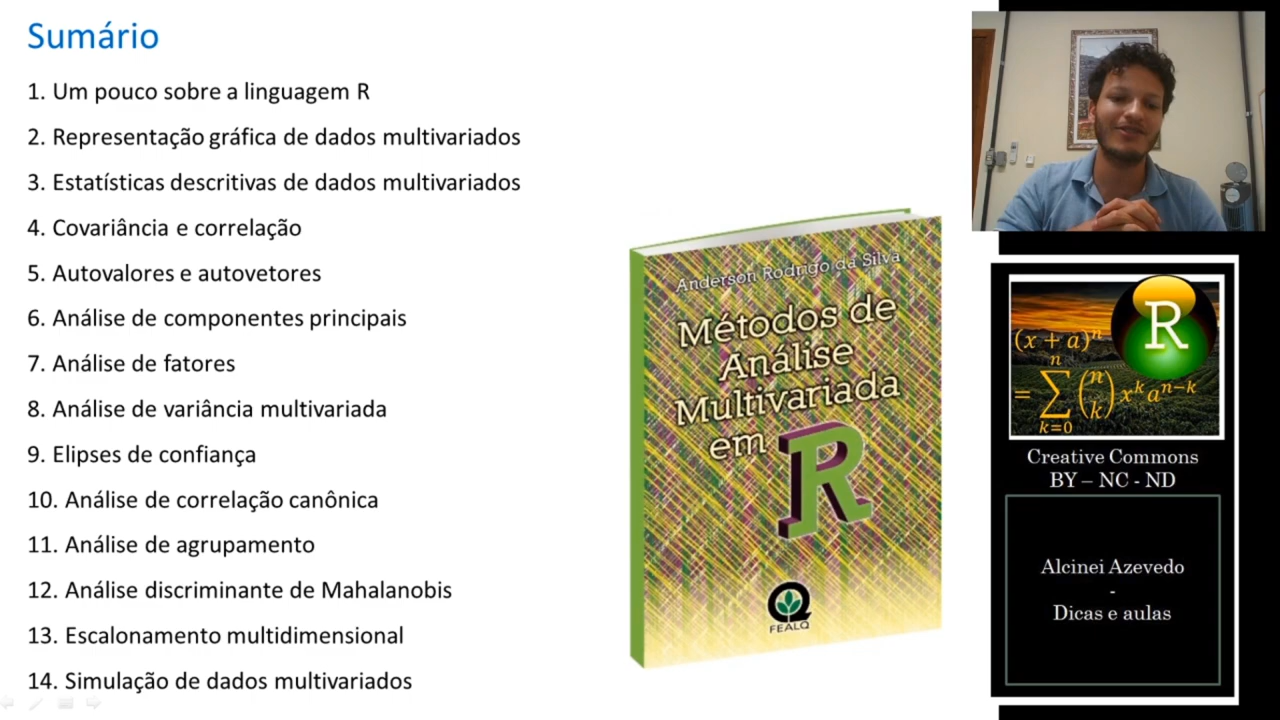 Sumário
1. Um pouco sobre a linguagem R
2. Representação gráfica de dados multivariados
3. Estatísticas descritivas de dados multivariados
4. Covariância e correlação
5. Autovalores e autovetores
6. Análise de componentes principais
7. Análise de fatores
8. Análise de variância multivariada
9. Elipses de confiança
10. Análise de correlação canônica
11. Análise de agrupamento
12. Análise discriminante de Mahalanobis
13. Escalonamento multidimensional
14. Simulação de dados multivariados
Anderson Rodrigo da Silva
Métodos de
Análise
Multivariada
em R
FEALQ
R
(x + a)^n
= ∑_{k=0}^{n} (n k) x^k a^{n-k}
Creative Commons
BY – NC - ND
Alcinei Azevedo
-
Dicas e aulas